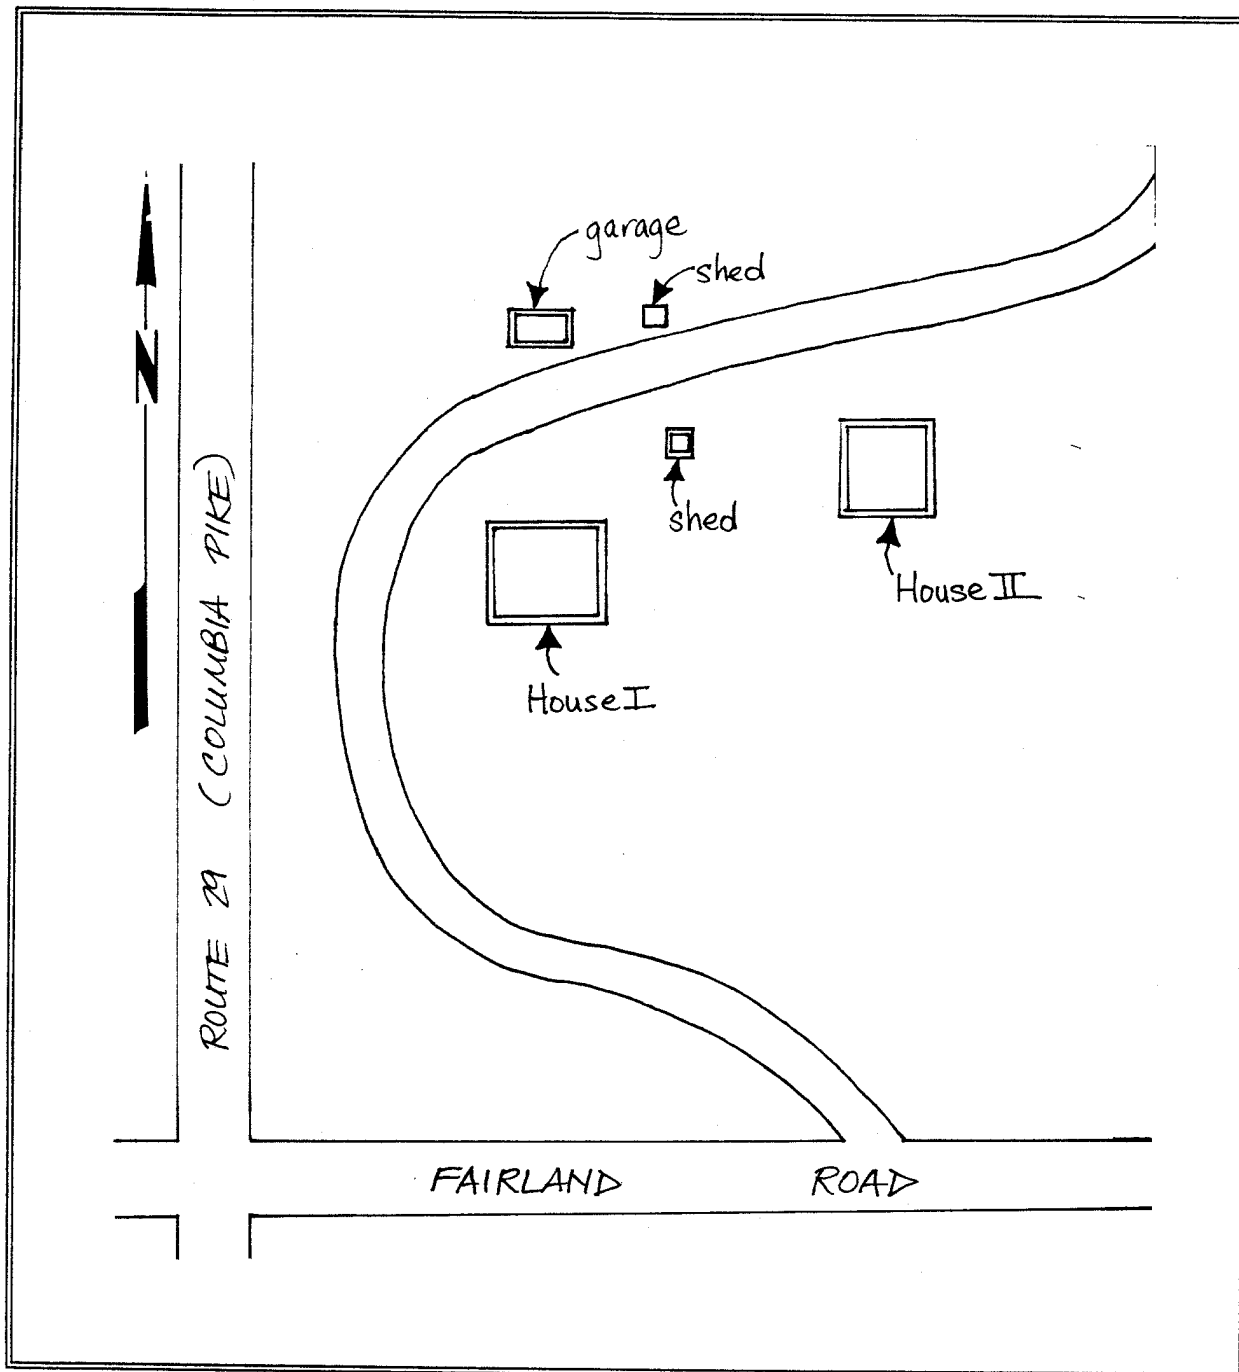 garage
shed
N
shed
House II
House I
ROUTE 29 (COLUMBIA PIKE)
FAIRLAND ROAD